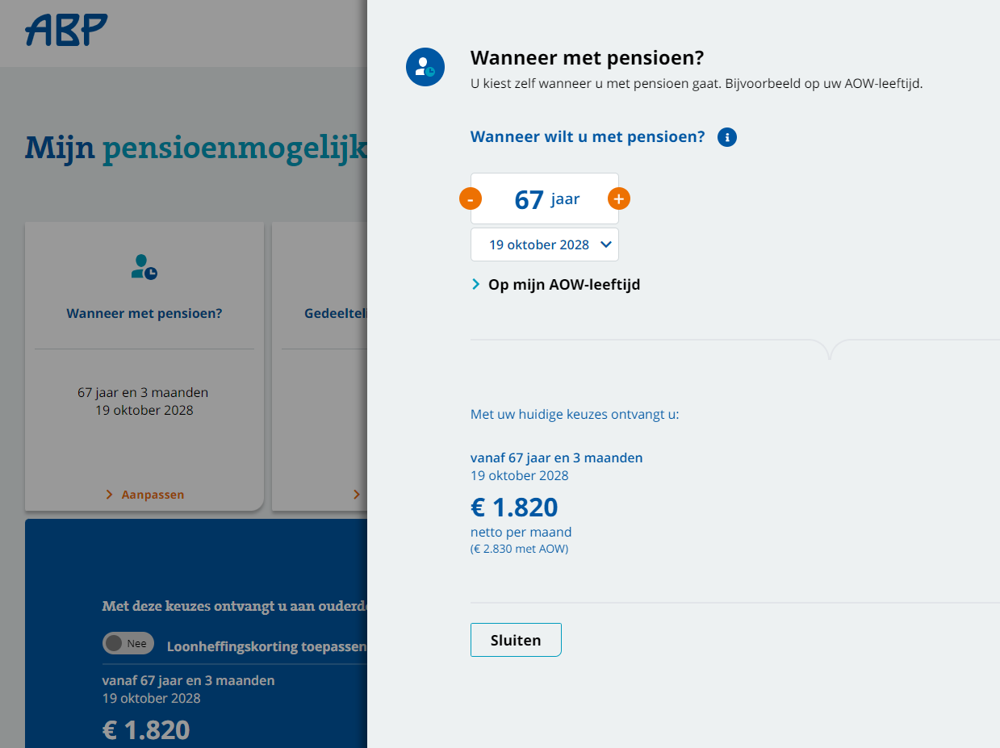 ABP
Mijn pensioenmogelijk
Wanneer met pensioen?
67 jaar en 3 maanden
19 oktober 2028
Aanpassen
Gedeelteli
Met deze keuzes ontvangt u aan ouderd
Nee
Loonheffingskorting toepassen
vanaf 67 jaar en 3 maanden
19 oktober 2028
€ 1.820
Wanneer met pensioen?
U kiest zelf wanneer u met pensioen gaat. Bijvoorbeeld op uw AOW-leeftijd.
Wanneer wilt u met pensioen? i
- 67 jaar +
19 oktober 2028
Op mijn AOW-leeftijd
Met uw huidige keuzes ontvangt u:
vanaf 67 jaar en 3 maanden
19 oktober 2028
€ 1.820
netto per maand
(€ 2.830 met AOW)
Sluiten